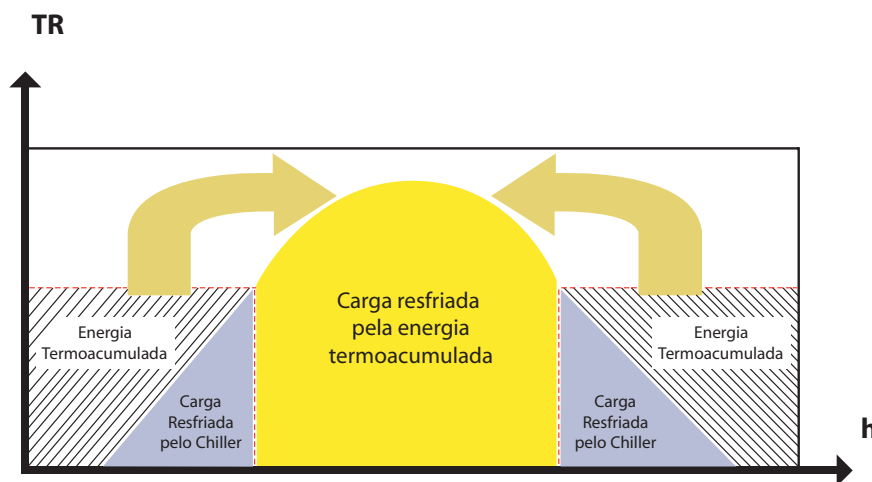 TR
Energia
Termoacumulada
Carga
Resfriada
pelo Chiller
Carga resfriada
pela energia
termoacumulada
Carga
Resfriada
pelo Chiller
Energia
Termoacumulada
h